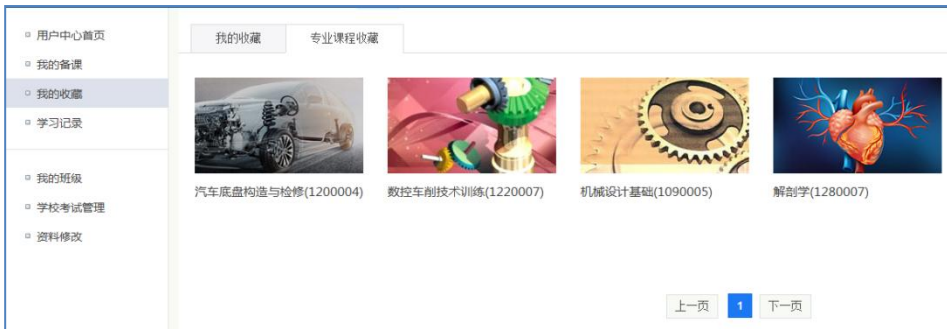 用户中心首页
我的备课
我的收藏
学习记录
我的班级
学校考试管理
资料修改
我的收藏
专业课程收藏
汽车底盘构造与检修(1200004)
数控车削技术训练(1220007)
机械设计基础(1090005)
解剖学(1280007)
上一页
1
下一页